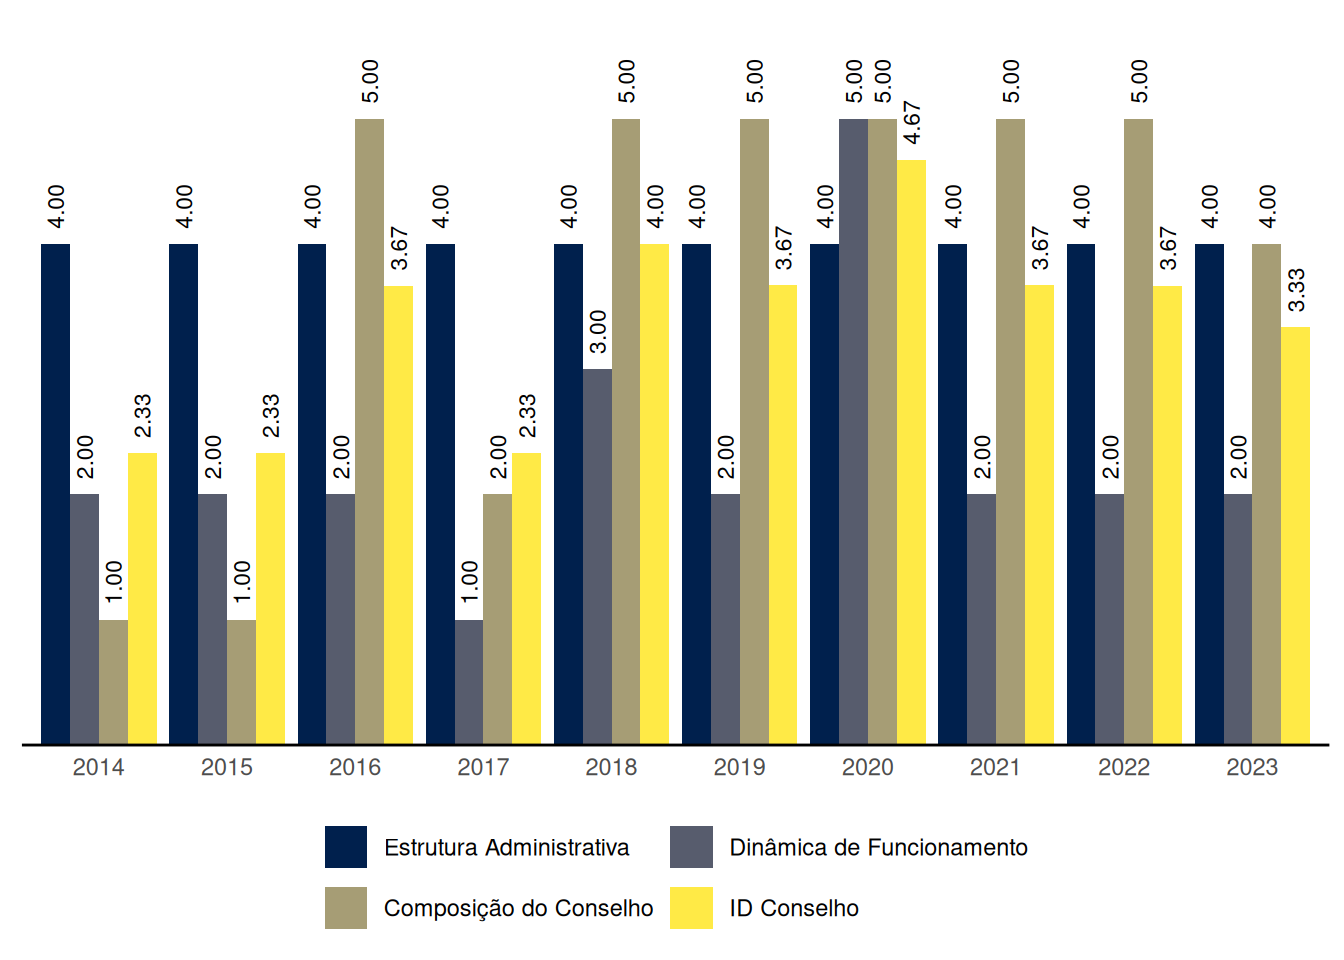 4.00 2.00 1.00 2.33 4.00 2.00 1.00 2.33 4.00 2.00 5.00 3.67 4.00 1.00 2.00 2.33 4.00 3.00 5.00 4.00 4.00 2.00 5.00 3.67 4.00 5.00 5.00 4.67 4.00 2.00 5.00 3.67 4.00 2.00 5.00 3.67 4.00 2.00 4.00 3.33
2014 2015 2016 2017 2018 2019 2020 2021 2022 2023
Estrutura Administrativa Dinâmica de Funcionamento
Composição do Conselho ID Conselho